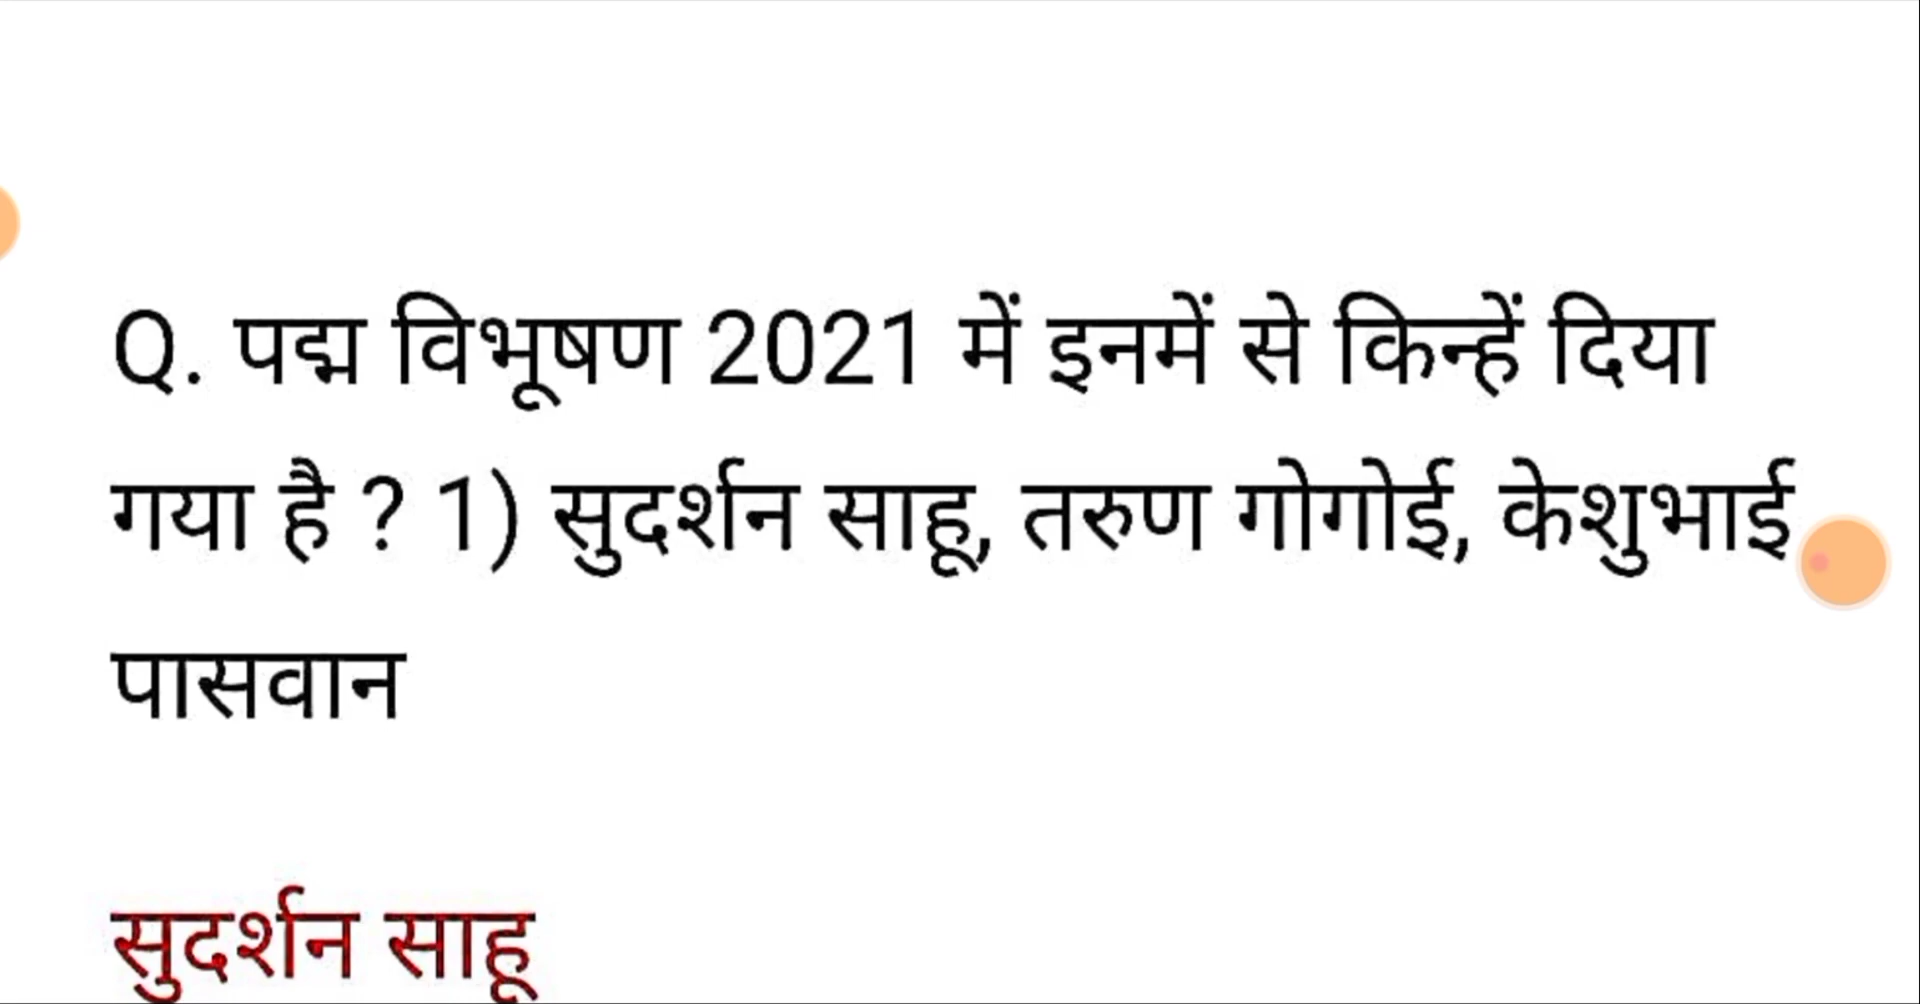 Q. पद्म विभूषण 2021 में इनमें से किन्हें दिया
गया है ? 1) सुदर्शन साहू, तरुण गोगोई, केशुभाई
पासवान
सुदर्शन साहू